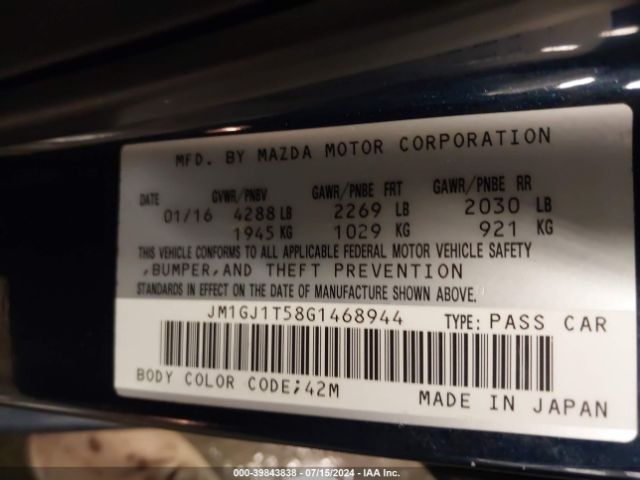 MFD. BY MAZDA MOTOR CORPORATION
DATE GVWR/PNBV GAWR/PNBE FRT GAWR/PNBE RR
01/16 4288 LB 2269 LB 2030 LB
1945 KG 1029 KG 921 KG
THIS VEHICLE CONFORMS TO ALL APPLICABLE FEDERAL MOTOR VEHICLE SAFETY
,BUMPER,AND THEFT PREVENTION
STANDARDS IN EFFECT ON THE DATE OF MANUFACTURE SHOWN ABOVE.
JM1GJ1T58G1468944 TYPE: PASS CAR
BODY COLOR CODE;42M MADE IN JAPAN
000-39843838 - 07/15/2024 - IAA Inc.